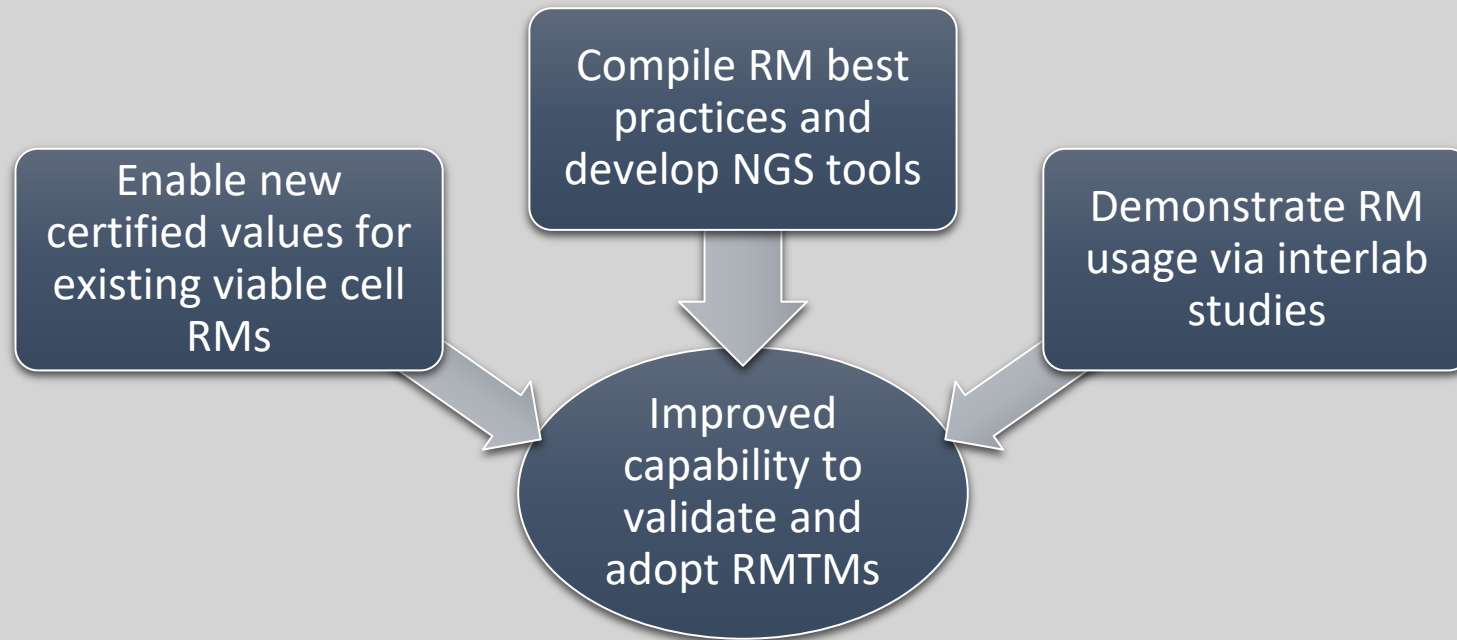 Enable new
certified values for
existing viable cell
RMs
Compile RM best
practices and
develop NGS tools
Demonstrate RM
usage via interlab
studies
Improved
capability to
validate and
adopt RMTMs